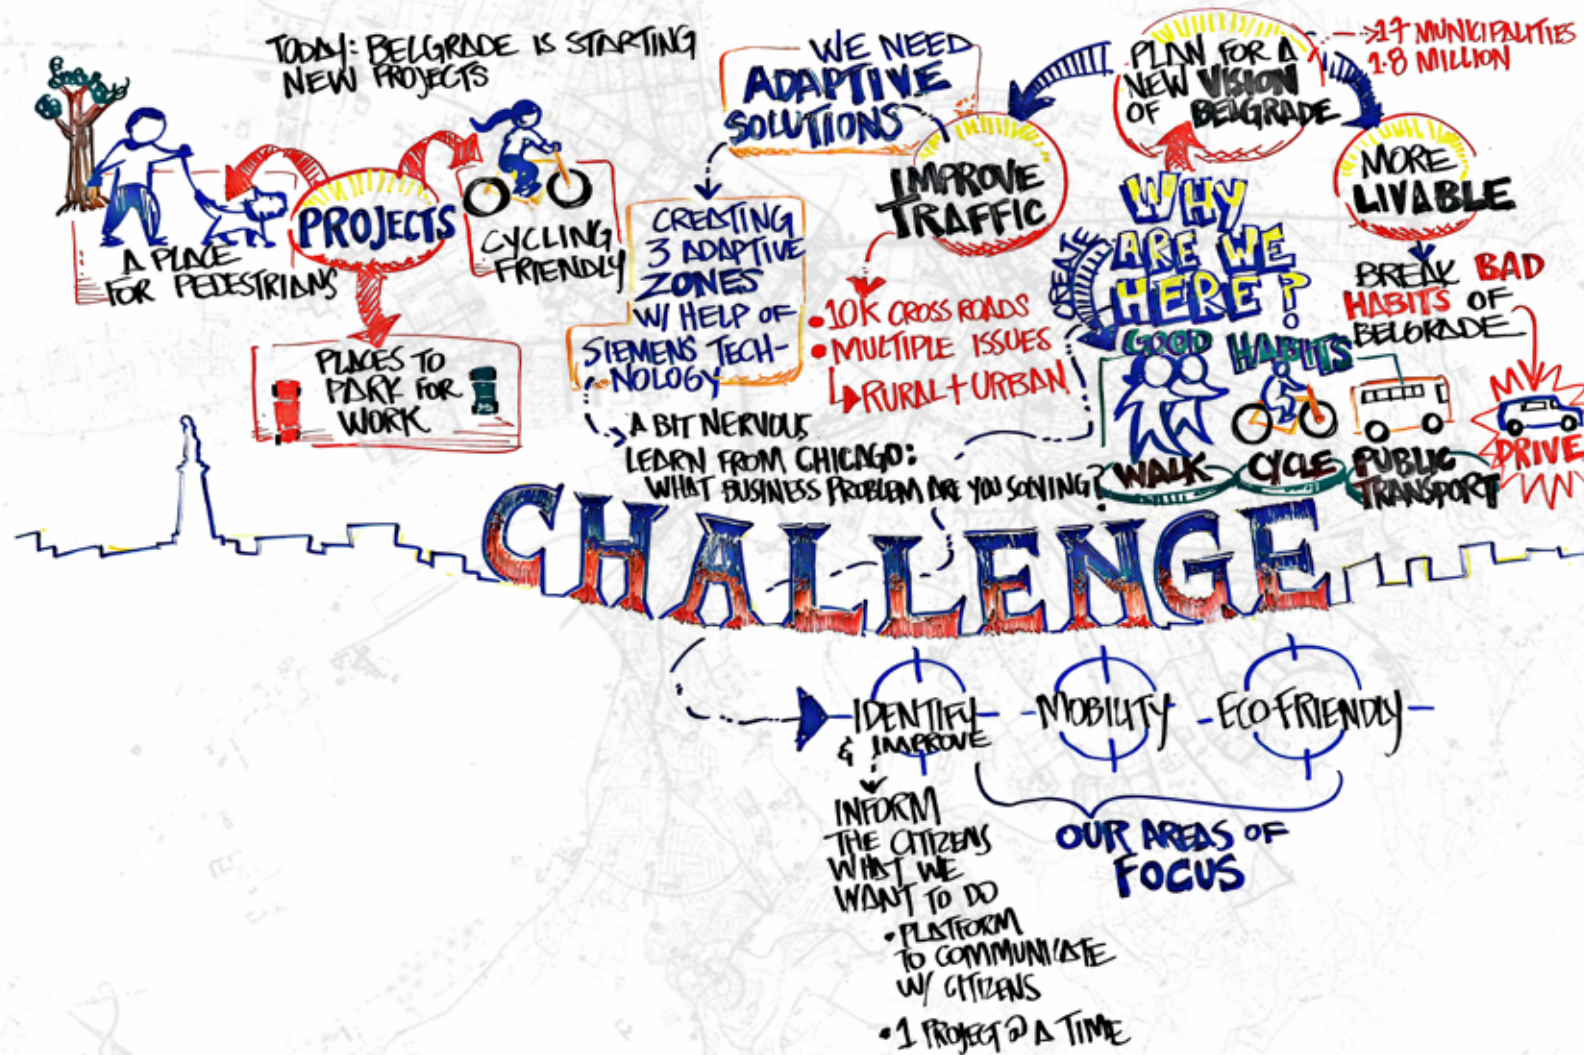 TODAY: BELGRADE IS STARTING
NEW PROJECTS
PROJECTS
A PLACE
FOR PEDESTRIANS
CYCLING
FRIENDLY
PLACES TO
PARK FOR
WORK
WE NEED
ADAPTIVE
SOLUTIONS
CREATING
3 ADAPTIVE
ZONES
W/ HELP OF
SIEMENS TECH-
NOLOGY
A BIT NERVOUS
LEARN FROM CHICAGO:
WHAT BUSINESS PROBLEM ARE YOU SOLVING?
IMPROVE
TRAFFIC
• 10K CROSS ROADS
• MULTIPLE ISSUES
RURAL + URBAN
PLAN FOR A
NEW VISION
OF BELGRADE
17 MUNICIPALITIES
1.8 MILLION
WHY
ARE WE
HERE?
CREATE
GOOD HABITS
WALK
CYCLE
PUBLIC
TRANSPORT
MORE
LIVABLE
BREAK BAD
HABITS OF
BELGRADE
DRIVE
CHALLENGE
IDENTIFY
& IMPROVE
MOBILITY
ECO-FRIENDLY
OUR AREAS OF
FOCUS
INFORM
THE CITIZENS
WHAT WE
WANT TO DO
• PLATFORM
TO COMMUNICATE
W/ CITIZENS
• 1 PROJECT @ A TIME